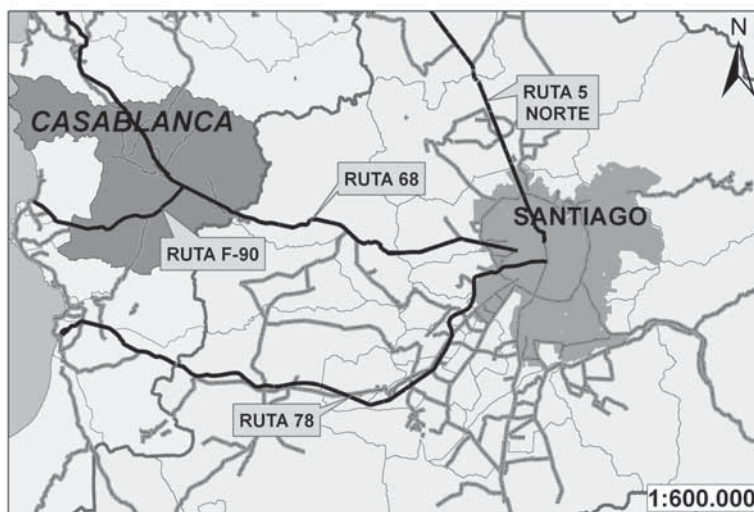 N
RUTA 5
NORTE
CASABLANCA
RUTA 68
SANTIAGO
RUTA F-90
RUTA 78
1:600.000